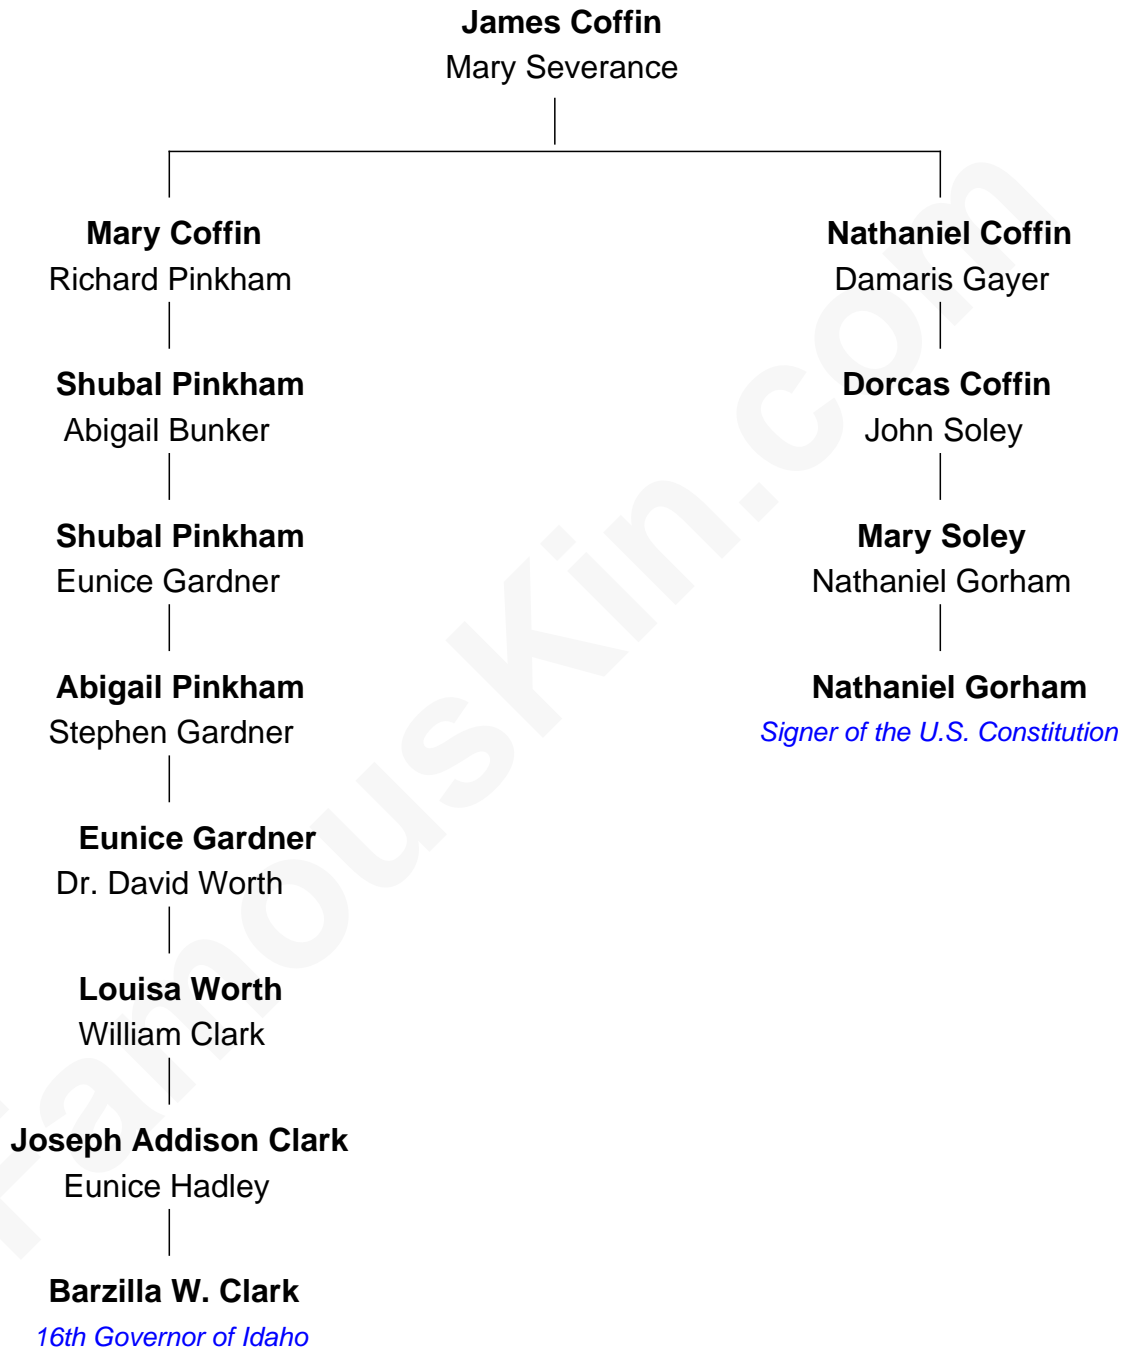 James Coffin
Mary Severance
Mary Coffin
Richard Pinkham
Nathaniel Coffin
Damaris Gayer
Shubal Pinkham
Abigail Bunker
Dorcas Coffin
John Soley
Shubal Pinkham
Eunice Gardner
Mary Soley
Nathaniel Gorham
Abigail Pinkham
Stephen Gardner
Nathaniel Gorham
Signer of the U.S. Constitution
Eunice Gardner
Dr. David Worth
Louisa Worth
William Clark
Joseph Addison Clark
Eunice Hadley
Barzilla W. Clark
16th Governor of Idaho
FamousKin.com